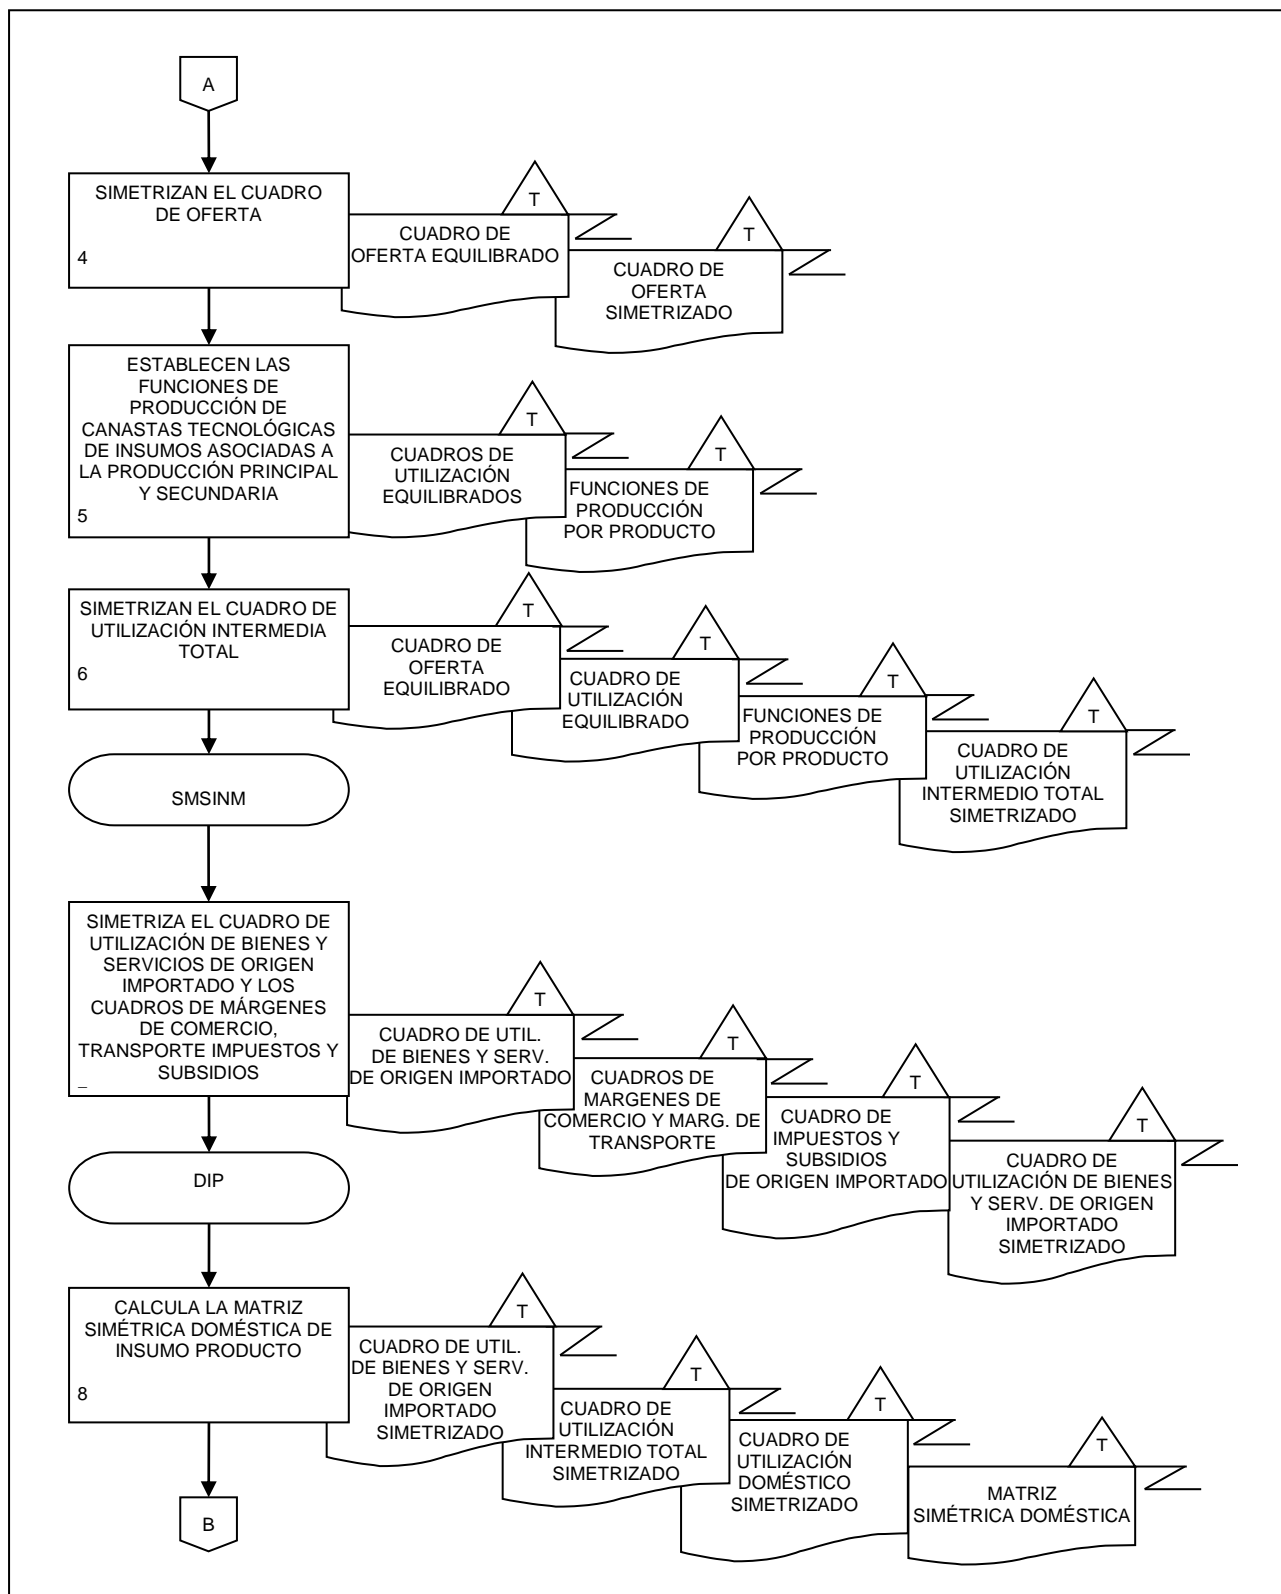 A
SIMETRIZAN EL CUADRO
DE OFERTA
4
T
CUADRO DE
OFERTA EQUILIBRADO
T
CUADRO DE
OFERTA
SIMETRIZADO
ESTABLECEN LAS
FUNCIONES DE
PRODUCCIÓN DE
CANASTAS TECNOLÓGICAS
DE INSUMOS ASOCIADAS A
LA PRODUCCIÓN PRINCIPAL
Y SECUNDARIA
5
T
CUADROS DE
UTILIZACIÓN
EQUILIBRADOS
T
FUNCIONES DE
PRODUCCIÓN
POR PRODUCTO
SIMETRIZAN EL CUADRO DE
UTILIZACIÓN INTERMEDIA
TOTAL
6
T
CUADRO DE
OFERTA
EQUILIBRADO
T
CUADRO DE
UTILIZACIÓN
EQUILIBRADO
T
FUNCIONES DE
PRODUCCIÓN
POR PRODUCTO
T
CUADRO DE
UTILIZACIÓN
INTERMEDIO TOTAL
SIMETRIZADO
SMSINM
SIMETRIZA EL CUADRO DE
UTILIZACIÓN DE BIENES Y
SERVICIOS DE ORIGEN
IMPORTADO Y LOS
CUADROS DE MÁRGENES
DE COMERCIO,
TRANSPORTE IMPUESTOS Y
SUBSIDIOS
T
CUADRO DE UTIL.
DE BIENES Y SERV.
DE ORIGEN IMPORTADO
T
CUADROS DE
MARGENES DE
COMERCIO Y MARG. DE
TRANSPORTE
T
CUADRO DE
IMPUESTOS Y
SUBSIDIOS
DE ORIGEN IMPORTADO
T
CUADRO DE
UTILIZACIÓN DE BIENES
Y SERV. DE ORIGEN
IMPORTADO
SIMETRIZADO
DIP
CALCULA LA MATRIZ
SIMÉTRICA DOMÉSTICA DE
INSUMO PRODUCTO
8
T
CUADRO DE UTIL.
DE BIENES Y SERV.
DE ORIGEN
IMPORTADO
SIMETRIZADO
T
CUADRO DE
UTILIZACIÓN
INTERMEDIO TOTAL
SIMETRIZADO
T
CUADRO DE
UTILIZACIÓN
DOMÉSTICO
SIMETRIZADO
T
MATRIZ
SIMÉTRICA DOMÉSTICA
B